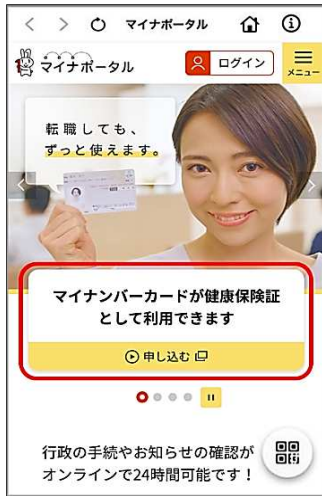 マイナポータル
マイナポータル
ログイン
メニュー
転職しても、
ずっと使えます。
マイナンバーカードが健康保険証
として利用できます
申し込む
行政の手続やお知らせの確認が
オンラインで24時間可能です！